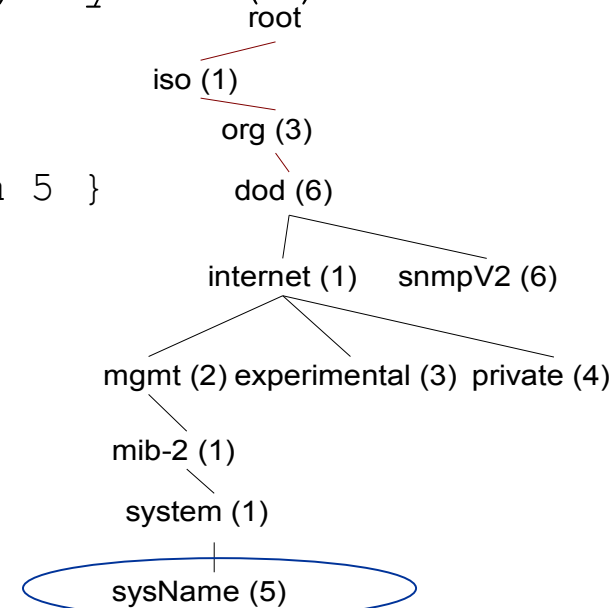 root
iso (1)
org (3)
5 }
dod (6)
internet (1) snmpV2 (6)
mgmt (2) experimental (3) private (4)
mib-2 (1)
system (1)
sysName (5)